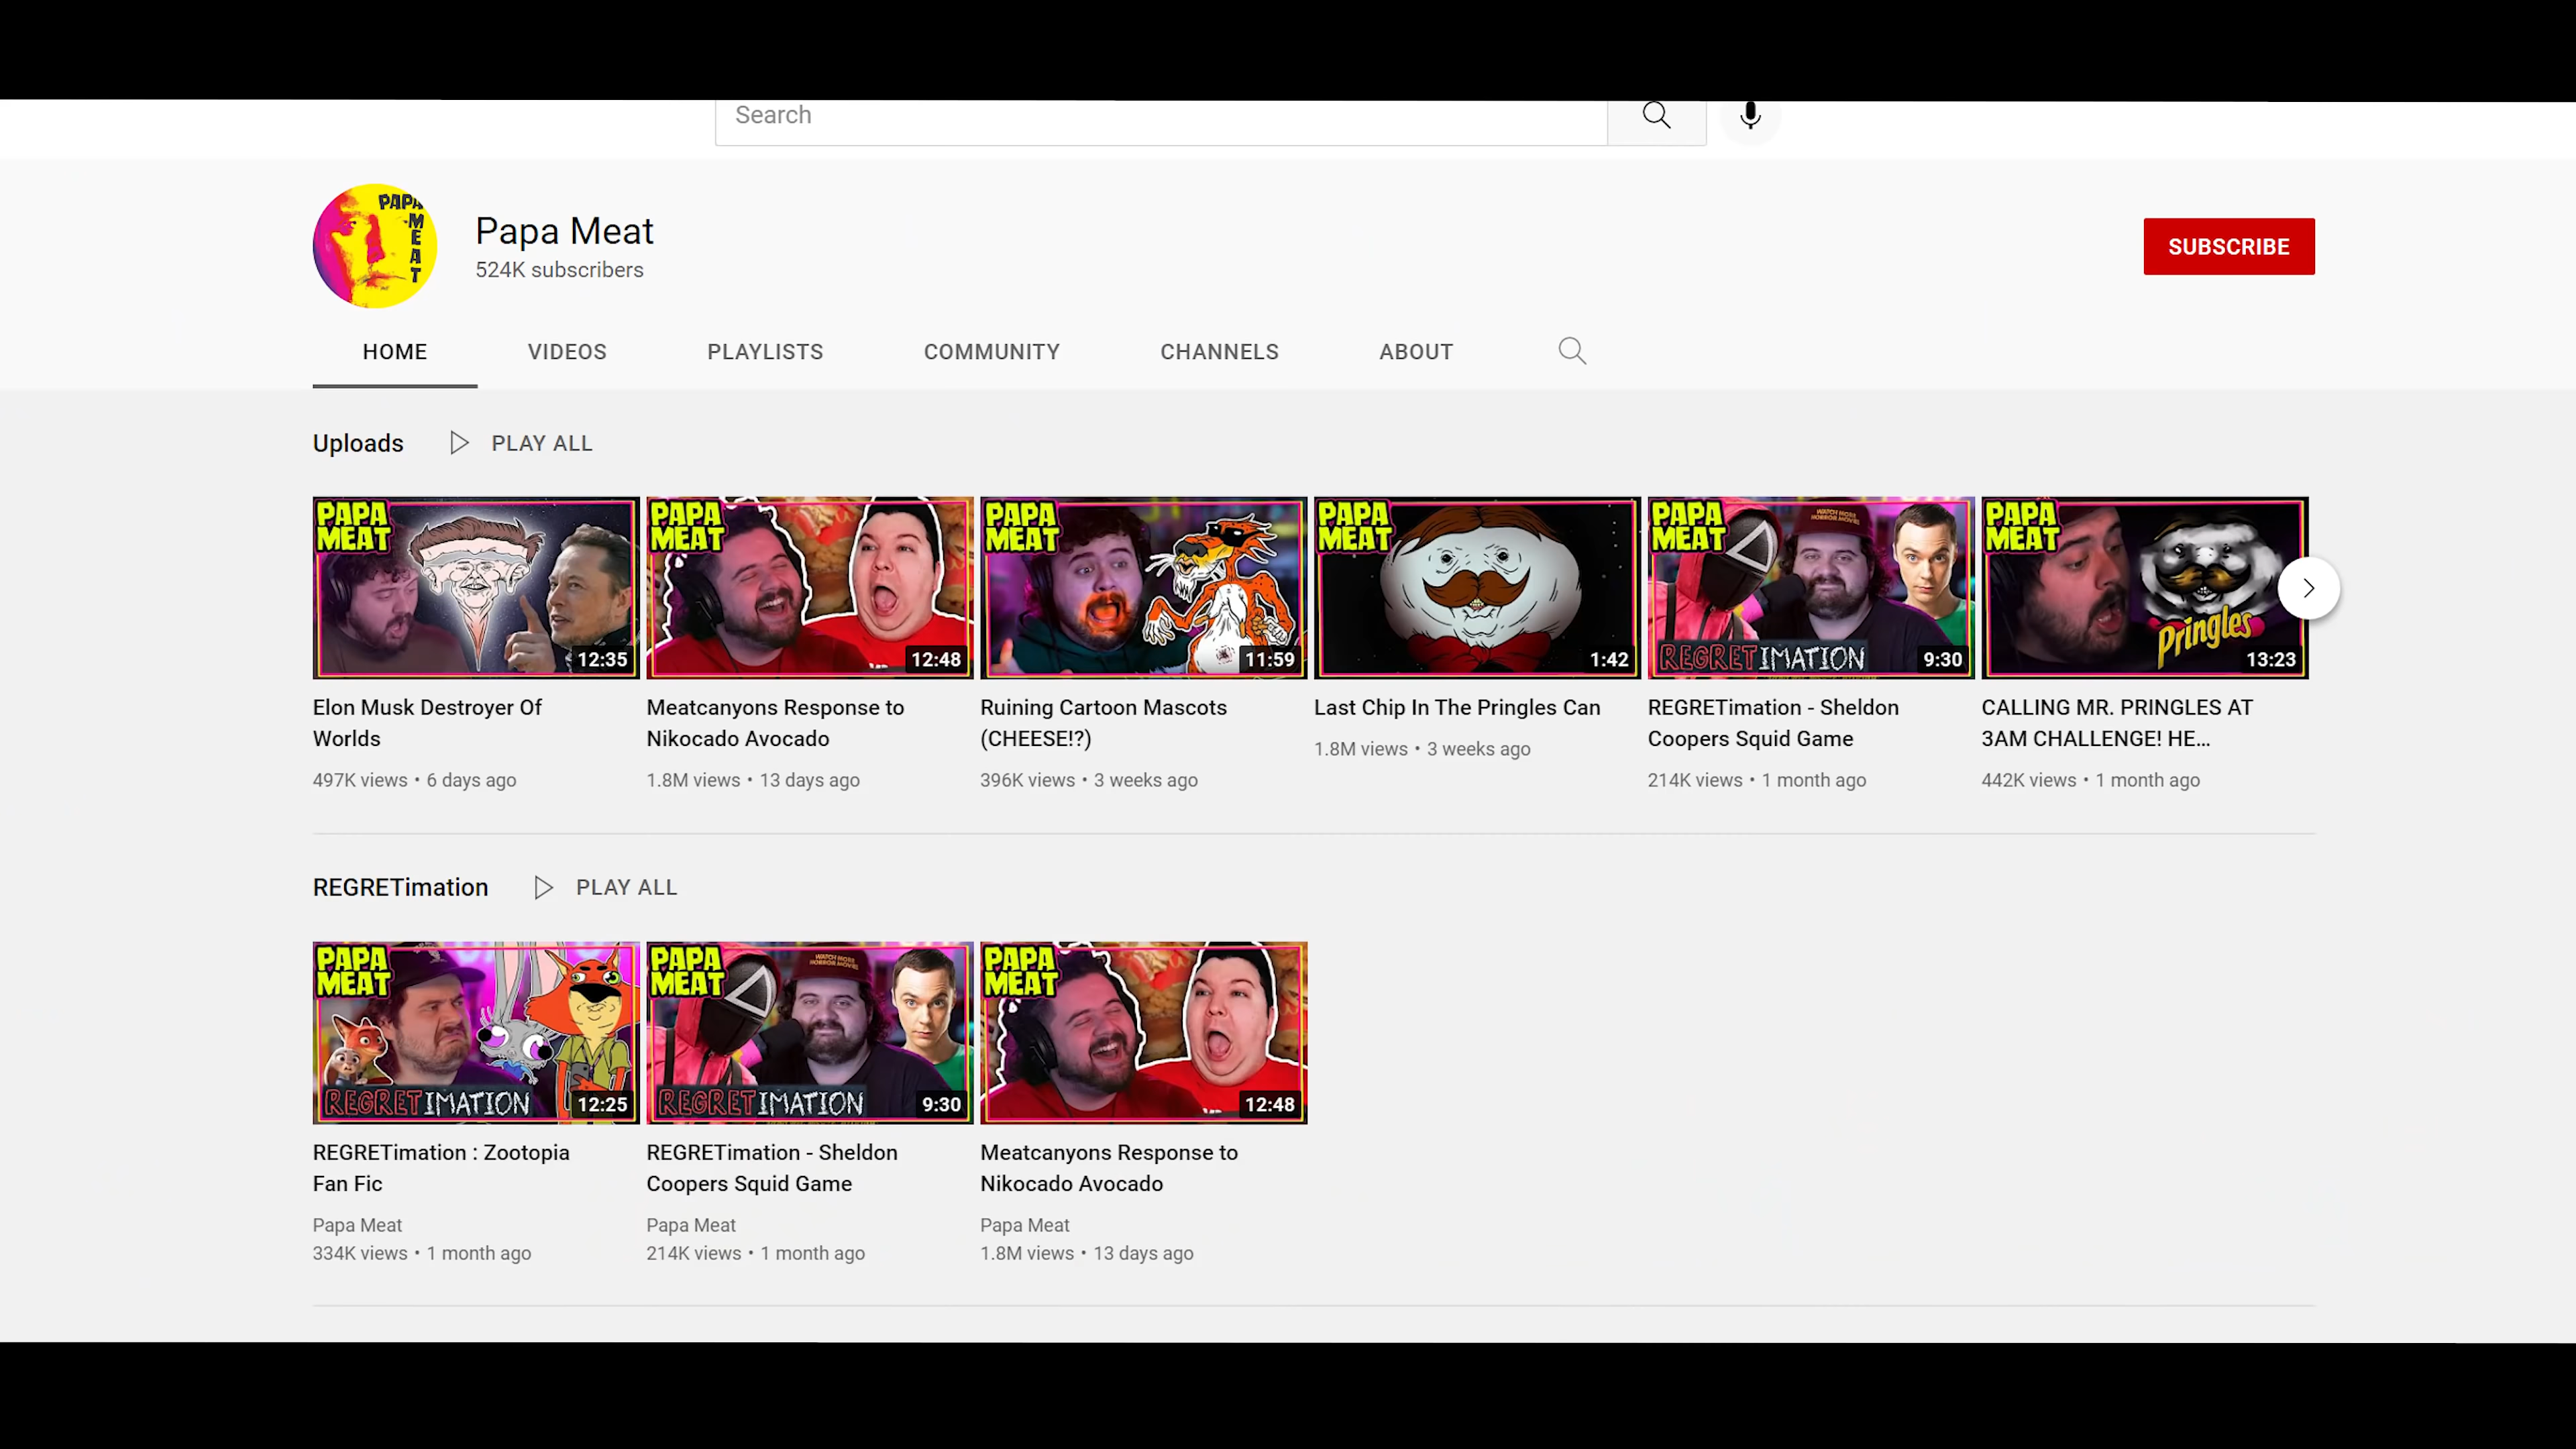 Search
PAPA
MEAT
Papa Meat
524K subscribers
SUBSCRIBE
HOME
VIDEOS
PLAYLISTS
COMMUNITY
CHANNELS
ABOUT
Uploads
PLAY ALL
PAPA
MEAT
12:35
PAPA
MEAT
12:48
PAPA
MEAT
11:59
PAPA
MEAT
1:42
PAPA
MEAT
WATCH MORE
HORROR MOVIES
REGRETIMATION
9:30
PAPA
MEAT
Pringles
13:23
Elon Musk Destroyer Of
Worlds
497K views • 6 days ago
Meatcanyons Response to
Nikocado Avocado
1.8M views • 13 days ago
Ruining Cartoon Mascots
(CHEESE!?)
396K views • 3 weeks ago
Last Chip In The Pringles Can
1.8M views • 3 weeks ago
REGRETimation - Sheldon
Coopers Squid Game
214K views • 1 month ago
CALLING MR. PRINGLES AT
3AM CHALLENGE! HE...
442K views • 1 month ago
REGRETimation
PLAY ALL
PAPA
MEAT
REGRETIMATION
12:25
PAPA
MEAT
WATCH MORE
HORROR MOVIES
REGRETIMATION
9:30
PAPA
MEAT
12:48
REGRETimation : Zootopia
Fan Fic
Papa Meat
334K views • 1 month ago
REGRETimation - Sheldon
Coopers Squid Game
Papa Meat
214K views • 1 month ago
Meatcanyons Response to
Nikocado Avocado
Papa Meat
1.8M views • 13 days ago